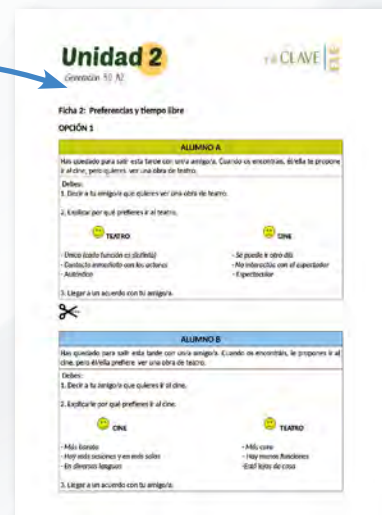 Unidad 2
CLAVE
ELE
Generación 3.0 A2
Ficha 2: Preferencias y tiempo libre
OPCIÓN 1
ALUMNO A
Has quedado para salir esta tarde con un/a amigo/a. Cuando os encontráis, él/ella te propone
ir al cine, pero quieres ver una obra de teatro.
Debes:
1. Decir a tu amigo/a que quieres ver una obra de teatro.
2. Explicar por qué prefieres ir al teatro.
TEATRO
- Único (cada función es distinta)
- Contacto inmediato con los actores
- Auténtico
CINE
- Se puede ir otro día
- No interactúa con el espectador
- Espectacular
3. Llegar a un acuerdo con tu amigo/a.
ALUMNO B
Has quedado para salir esta tarde con un/a amigo/a. Cuando os encontráis, le propones ir al
cine, pero él/ella prefiere ver una obra de teatro.
Debes:
1. Decir a tu amigo/a que quieres ir al cine.
2. Explicarle por qué prefieres ir al cine.
CINE
- Más barato
- Hay más sesiones y en más salas
- En diversas lenguas
TEATRO
- Más caro
- Hay menos funciones
- Está lejos de casa
3. Llegar a un acuerdo con tu amigo/a.